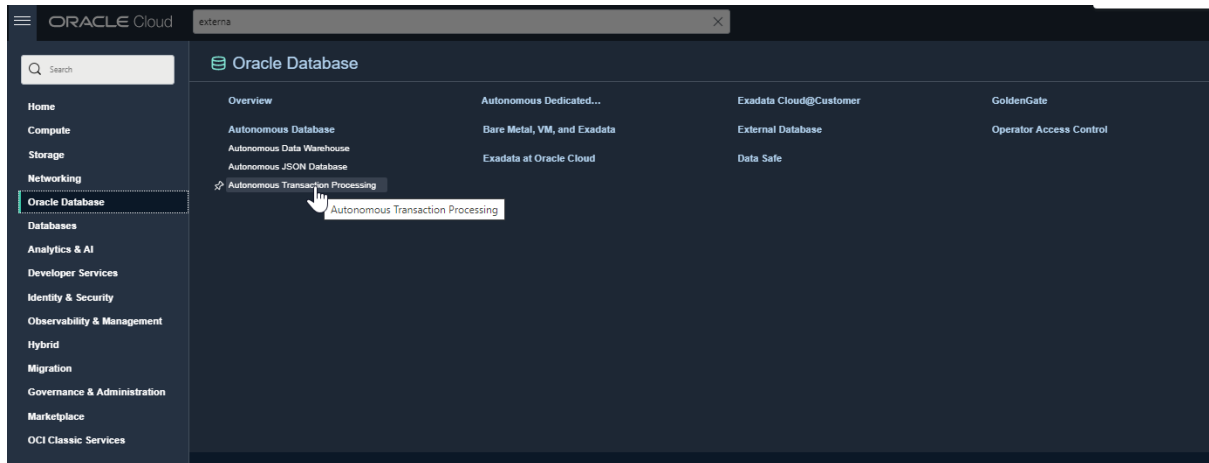 ORACLE Cloud
externa
Search
Home
Compute
Storage
Networking
Oracle Database
Databases
Analytics & AI
Developer Services
Identity & Security
Observability & Management
Hybrid
Migration
Governance & Administration
Marketplace
OCI Classic Services
Oracle Database
Overview
Autonomous Database
Autonomous Data Warehouse
Autonomous JSON Database
Autonomous Transaction Processing
Autonomous Transaction Processing
Autonomous Dedicated...
Bare Metal, VM, and Exadata
Exadata at Oracle Cloud
Exadata Cloud@Customer
External Database
Data Safe
GoldenGate
Operator Access Control